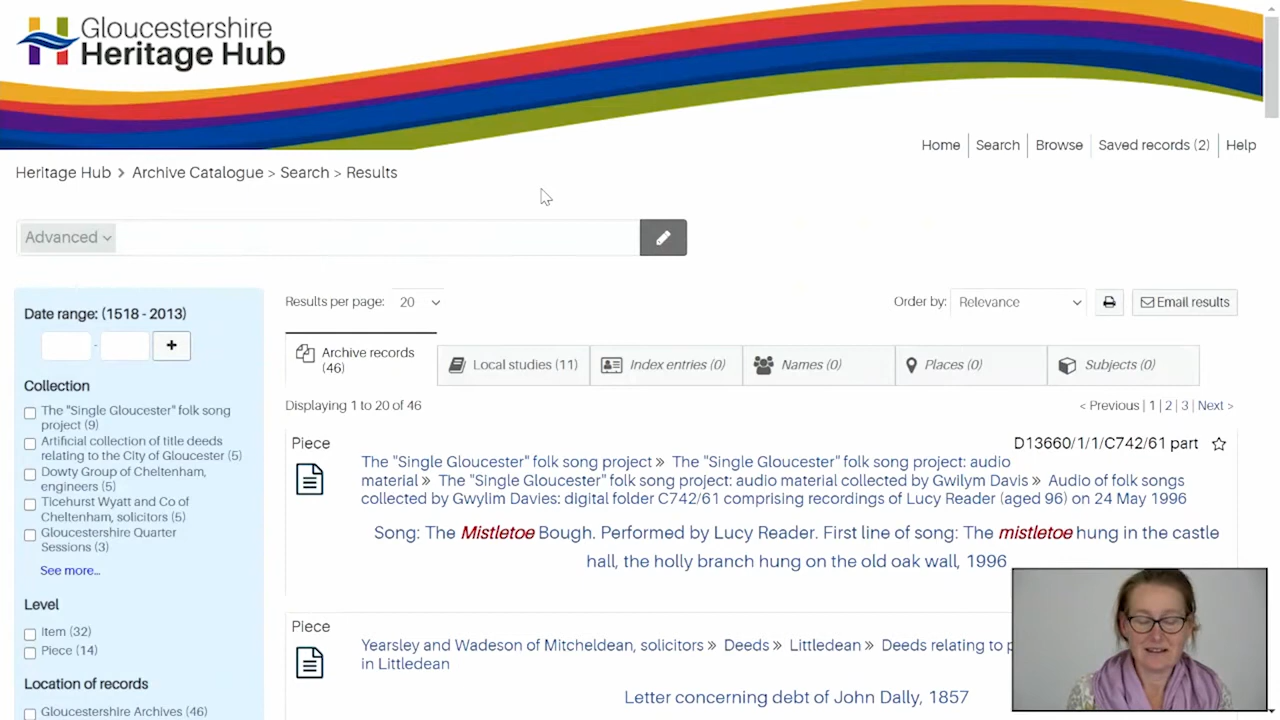 Gloucestershire
Heritage Hub
Home Search Browse Saved records (2) Help
Heritage Hub > Archive Catalogue > Search > Results
Advanced
Date range: (1518 - 2013)
-
+
Collection
The "Single Gloucester" folk song
project (9)
Artificial collection of title deeds
relating to the City of Gloucester (5)
Dowty Group of Cheltenham,
engineers (5)
Ticehurst Wyatt and Co of
Cheltenham, solicitors (5)
Gloucestershire Quarter
Sessions (3)
See more...
Level
Item (32)
Piece (14)
Location of records
Gloucestershire Archives (46)
Results per page: 20
Order by: Relevance
Email results
Archive records
(46)
Local studies (11)
Index entries (0)
Names (0)
Places (0)
Subjects (0)
Displaying 1 to 20 of 46
< Previous | 1 | 2 | 3 | Next >
Piece
D13660/1/1/C742/61 part
The "Single Gloucester" folk song project » The "Single Gloucester" folk song project: audio
material » The "Single Gloucester" folk song project: audio material collected by Gwilym Davis » Audio of folk songs
collected by Gwylim Davies: digital folder C742/61 comprising recordings of Lucy Reader (aged 96) on 24 May 1996
Song: The Mistletoe Bough. Performed by Lucy Reader. First line of song: The mistletoe hung in the castle
hall, the holly branch hung on the old oak wall, 1996
Piece
Yearsley and Wadeson of Mitcheldean, solicitors » Deeds » Littledean » Deeds relating to
in Littledean
Letter concerning debt of John Dally, 1857